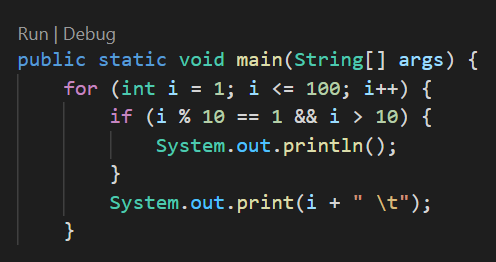 Run | Debug
public static void main(String[] args) {
    for (int i = 1; i <= 100; i++) {
        if (i % 10 == 1 && i > 10) {
            System.out.println();
        }
        System.out.print(i + " \t");
    }